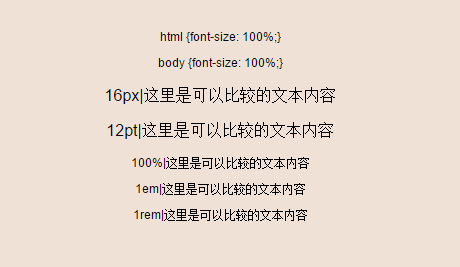 html {font-size: 100%;}
body {font-size: 100%;}
16px|这里是可以比较的文本内容
12pt|这里是可以比较的文本内容
100%|这里是可以比较的文本内容
1em|这里是可以比较的文本内容
1rem|这里是可以比较的文本内容